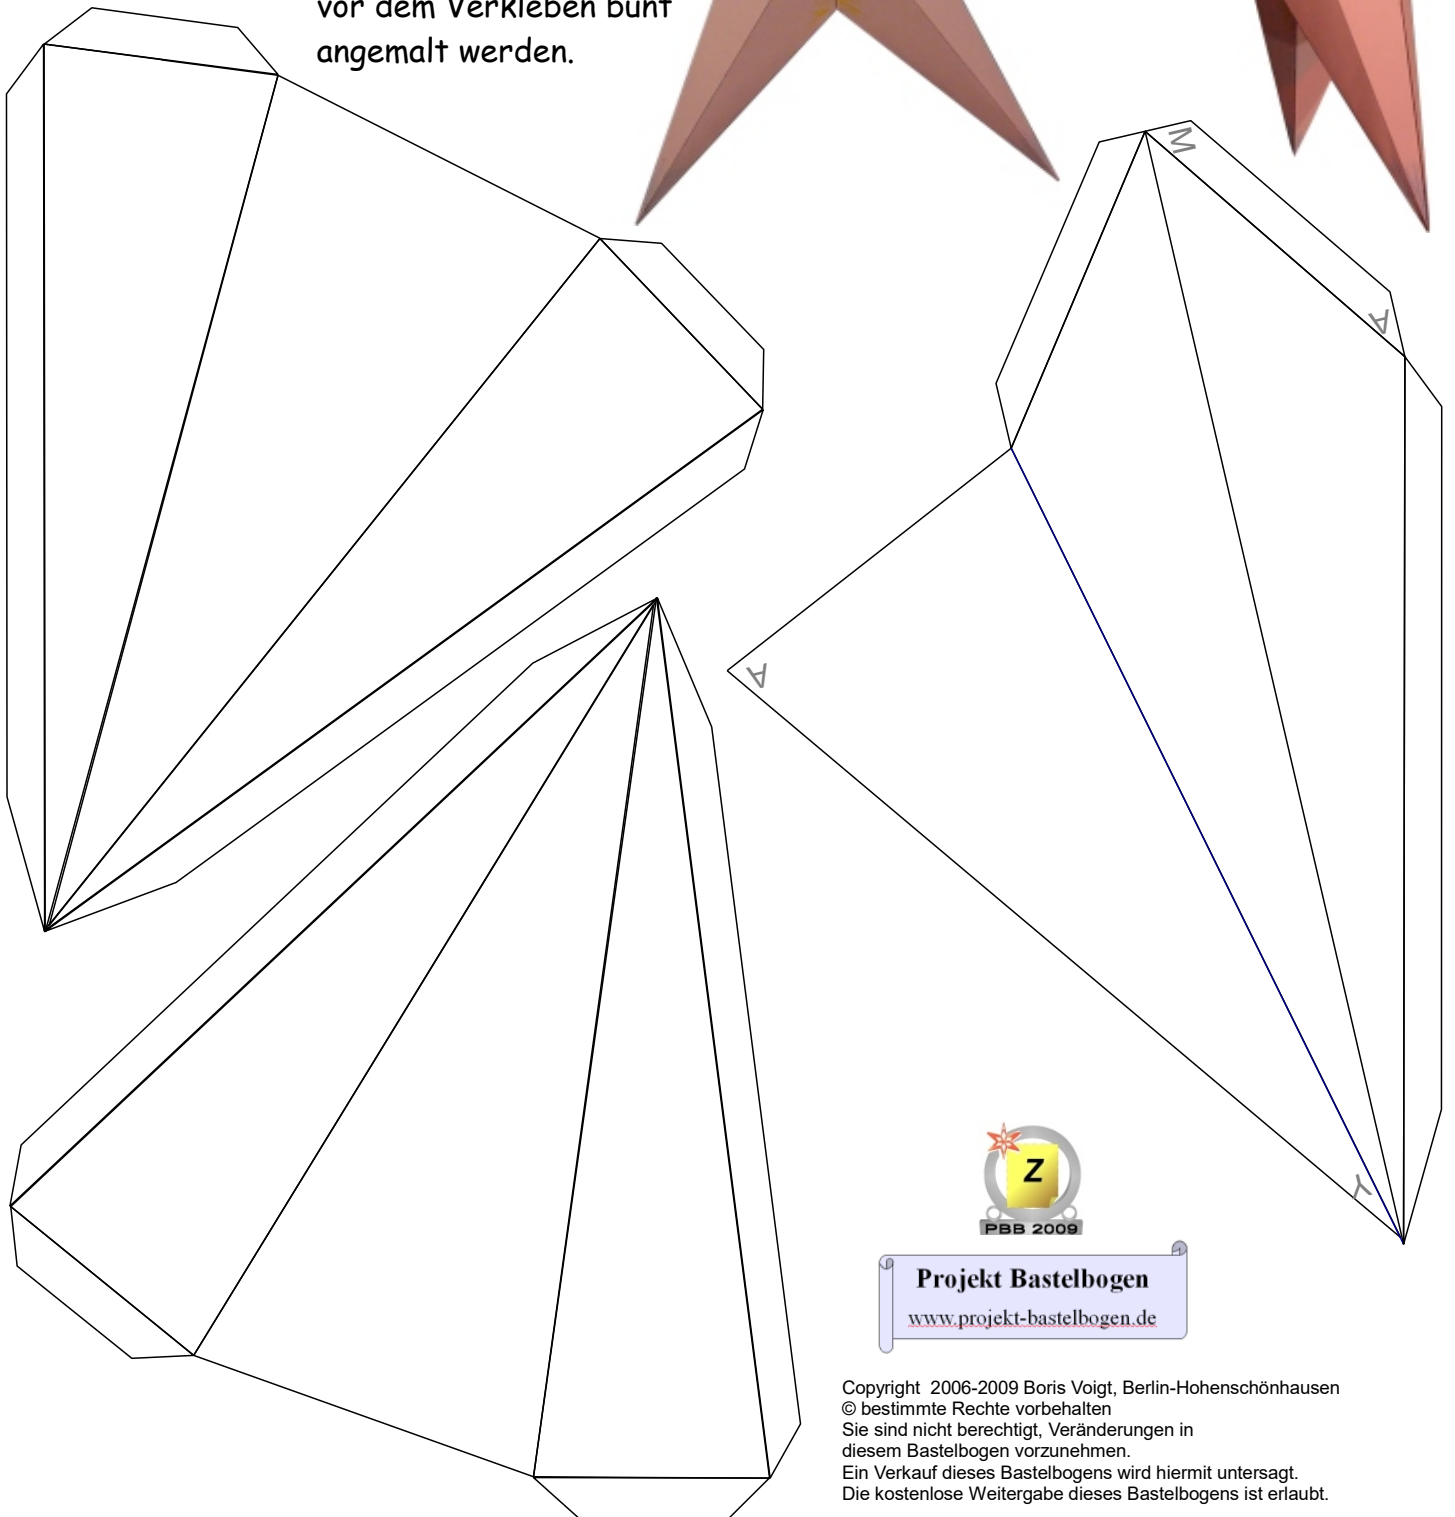 vor dem Verkleben bunt
angemalt werden.
M
A
A
Y
Z
PBB 2009
Projekt Bastelbogen
www.projekt-bastelbogen.de
Copyright  2006-2009 Boris Voigt, Berlin-Hohenschönhausen
© bestimmte Rechte vorbehalten
Sie sind nicht berechtigt, Veränderungen in
diesem Bastelbogen vorzunehmen.
Ein Verkauf dieses Bastelbogens wird hiermit untersagt.
Die kostenlose Weitergabe dieses Bastelbogens ist erlaubt.